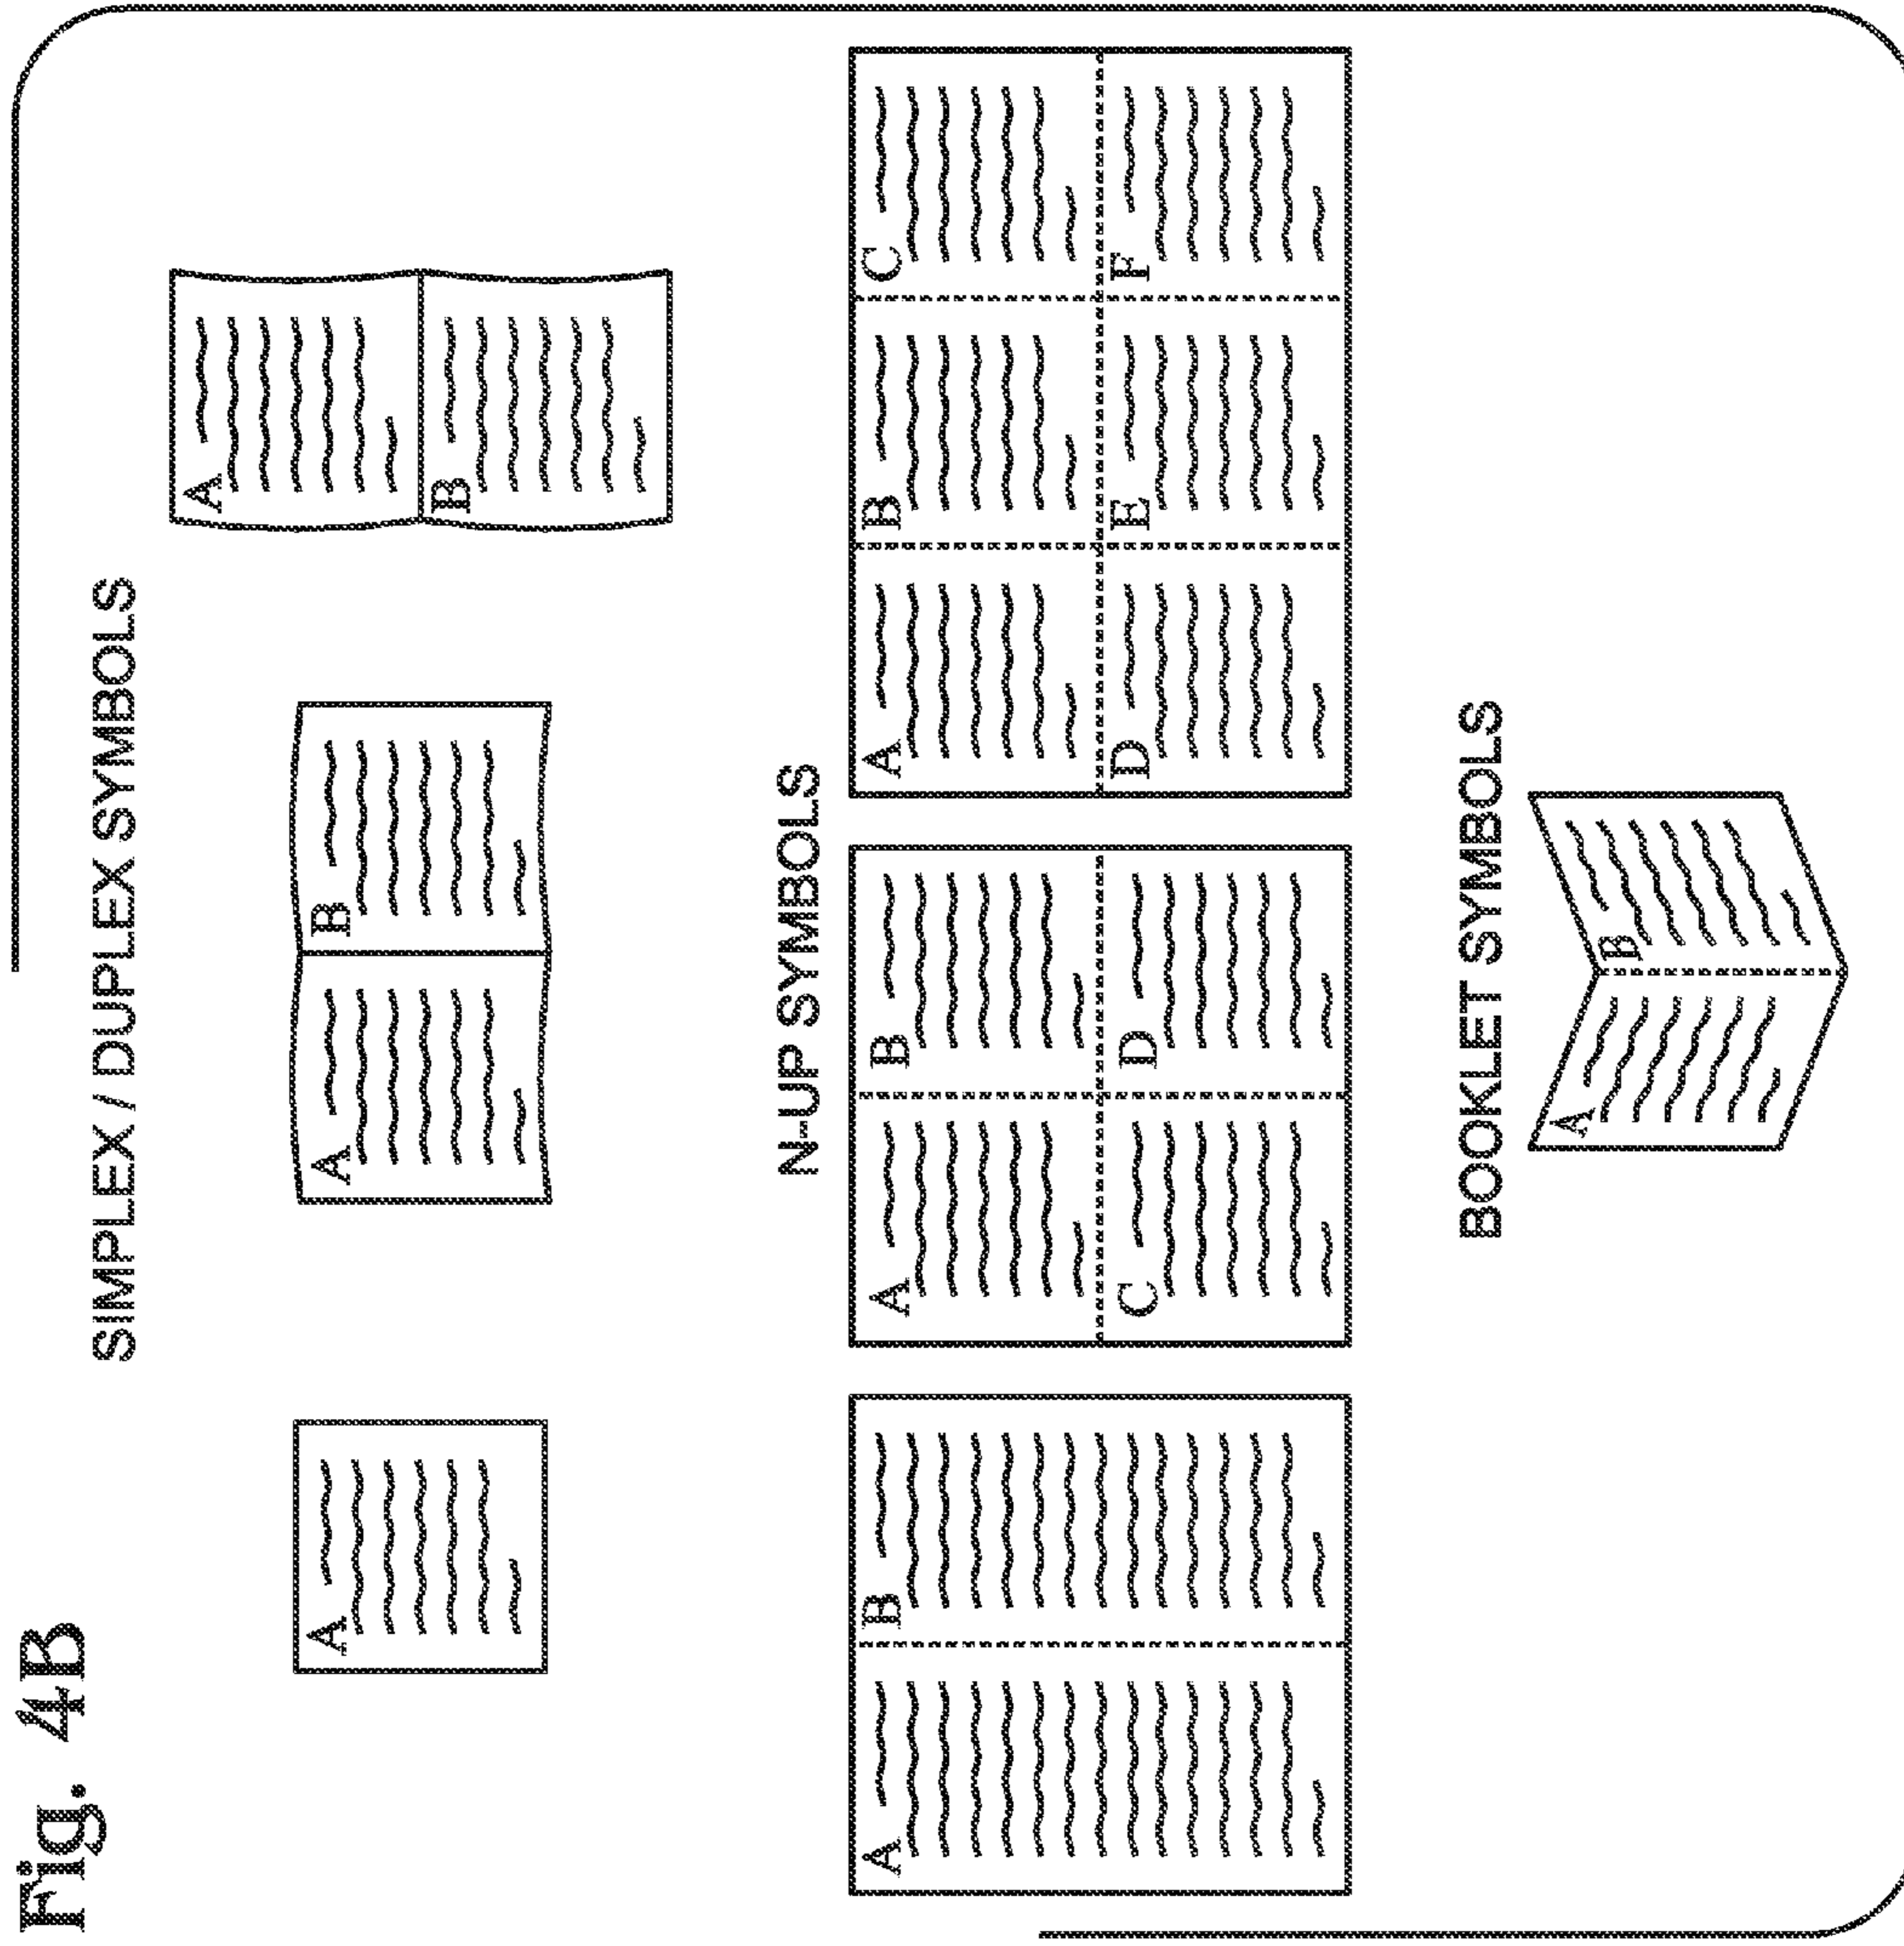 Fig. 4B
SIMPLEX / DUPLEX SYMBOLS
A
A B
A
B
N-UP SYMBOLS
A B
A B
C D
A B C
D E F
BOOKLET SYMBOLS
A B